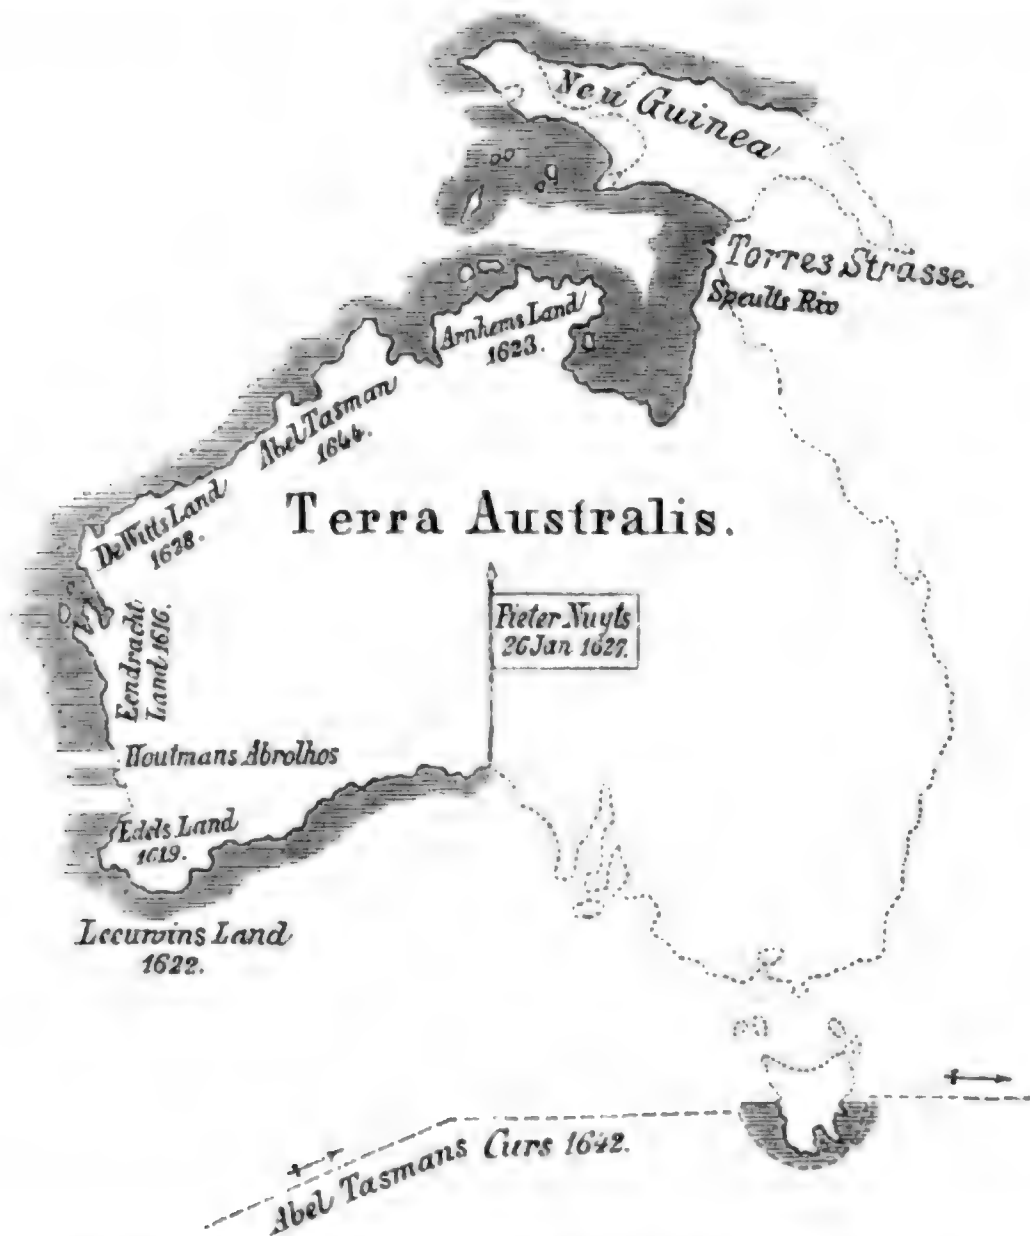 Neu Guinea
Torres Strasse.
Speults Riv
Arnhems Land
1623.
Abel Tasman
1644.
De Witts Land
1628.
Terra Australis.
Pieter Nuyts
26 Jan 1627.
Eendracht
Land 1616.
Houtmans Abrolhos
Edels Land
1619.
Leeuwins Land
1622.
Abel Tasmans Curs 1642.